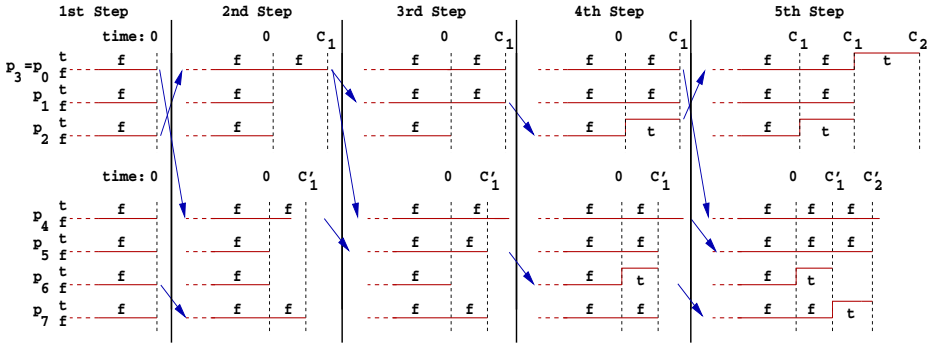 1st Step 2nd Step 3rd Step 4th Step 5th Step
time: 0 0 C1 0 C1 0 C1 C1 C1 C2
p3=p0 t f f f f f f f f f f t
p1 t f f f f f f f f f
p2 t f f f f f t f t
time: 0 0 C'1 0 C'1 0 C'1 0 C'1 C'2
p4 t f f f f f f f f f f f
p5 t f f f f f f f f f f
p6 t f f f f f t f t
p7 t f f f f f f f f f f t